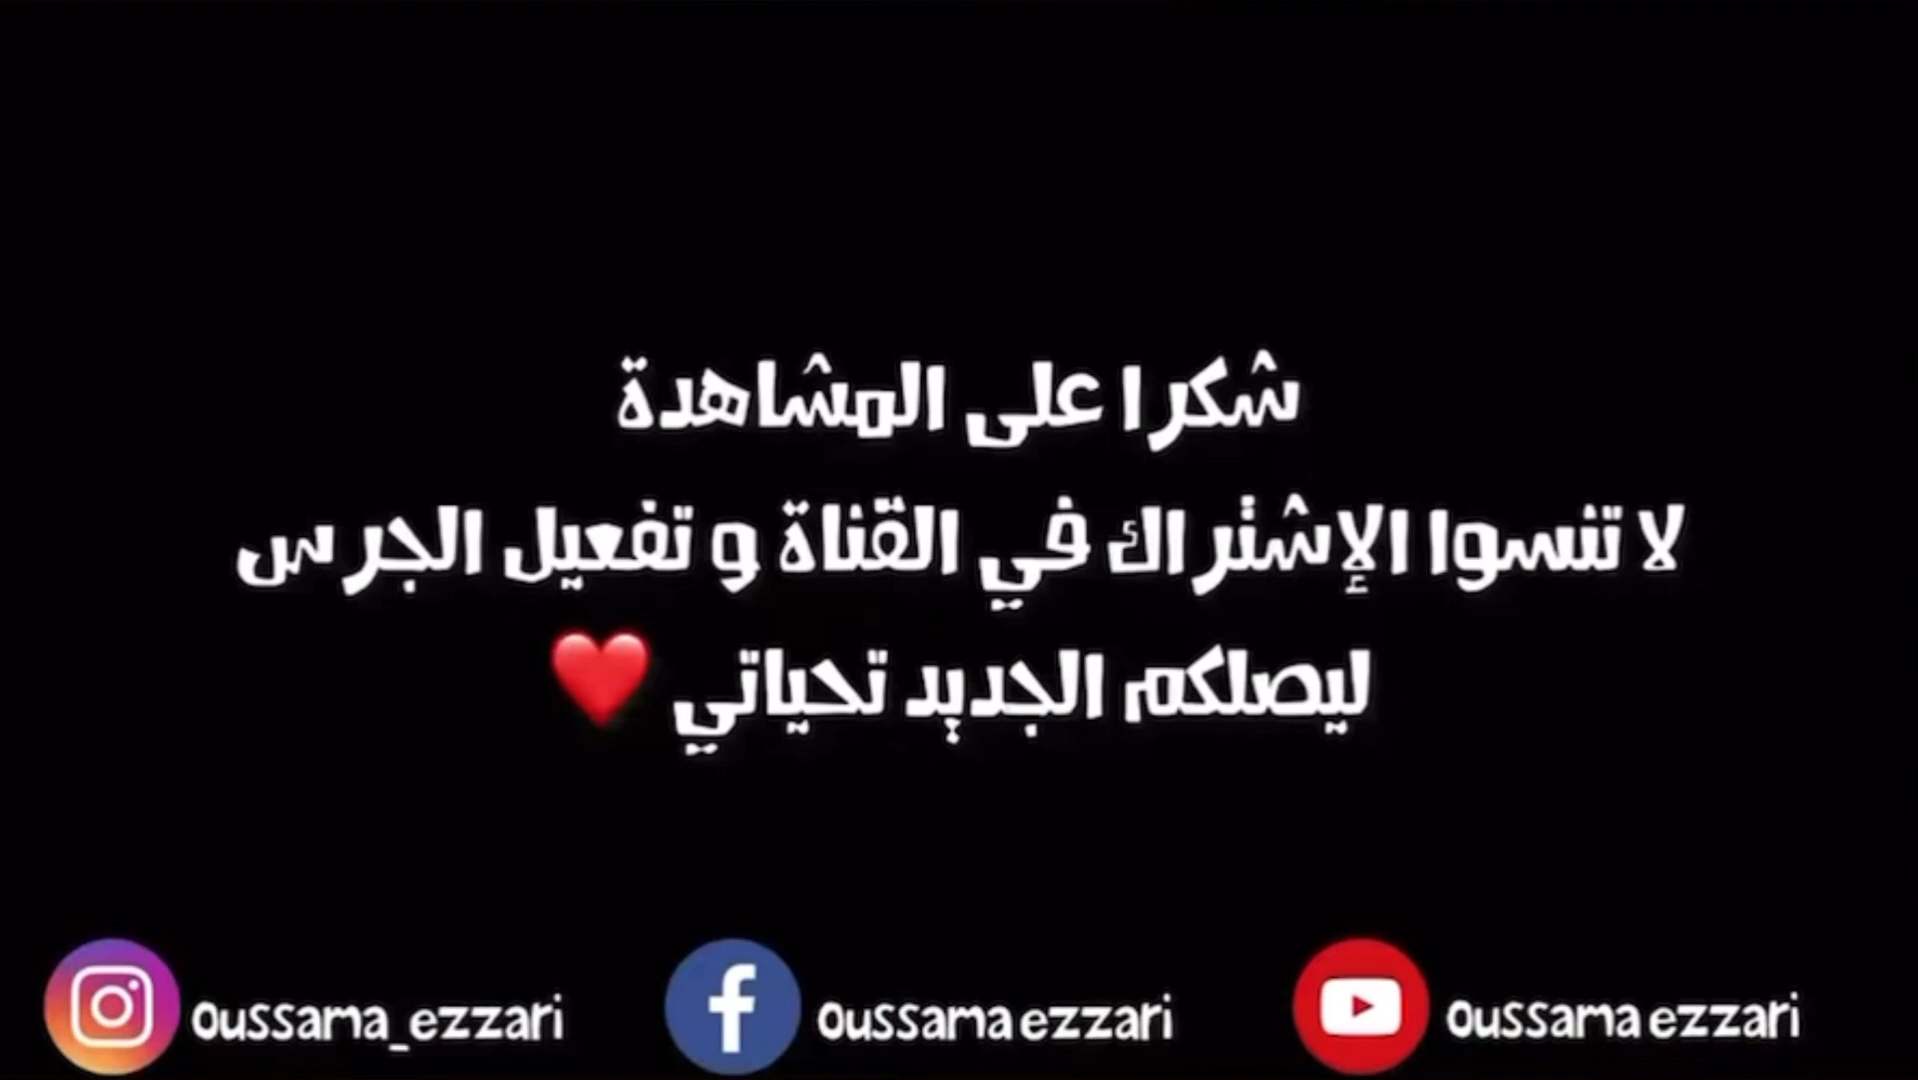 شكرا على المشاهدة
لا تنسوا الإشتراك في القناة و تفعيل الجرس
ليصلكم الجديد تحياتي ❤️
oussama_ezzari
oussama ezzari
oussama ezzari